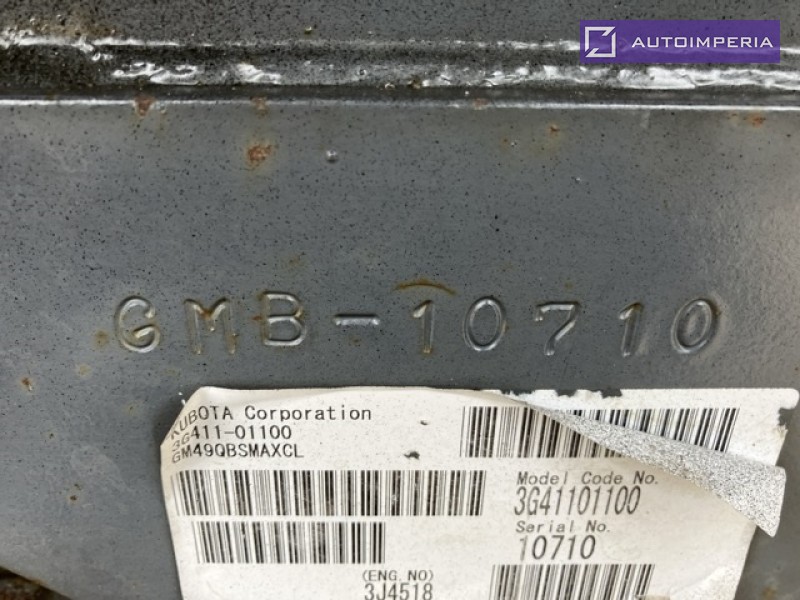 AUTOIMPERIA
GMB-10710
KUBOTA Corporation
3G411-01100
GM49QBSMAXCL
Model Code No.
3G41101100
Serial No.
10710
(ENG.NO)
3J4518